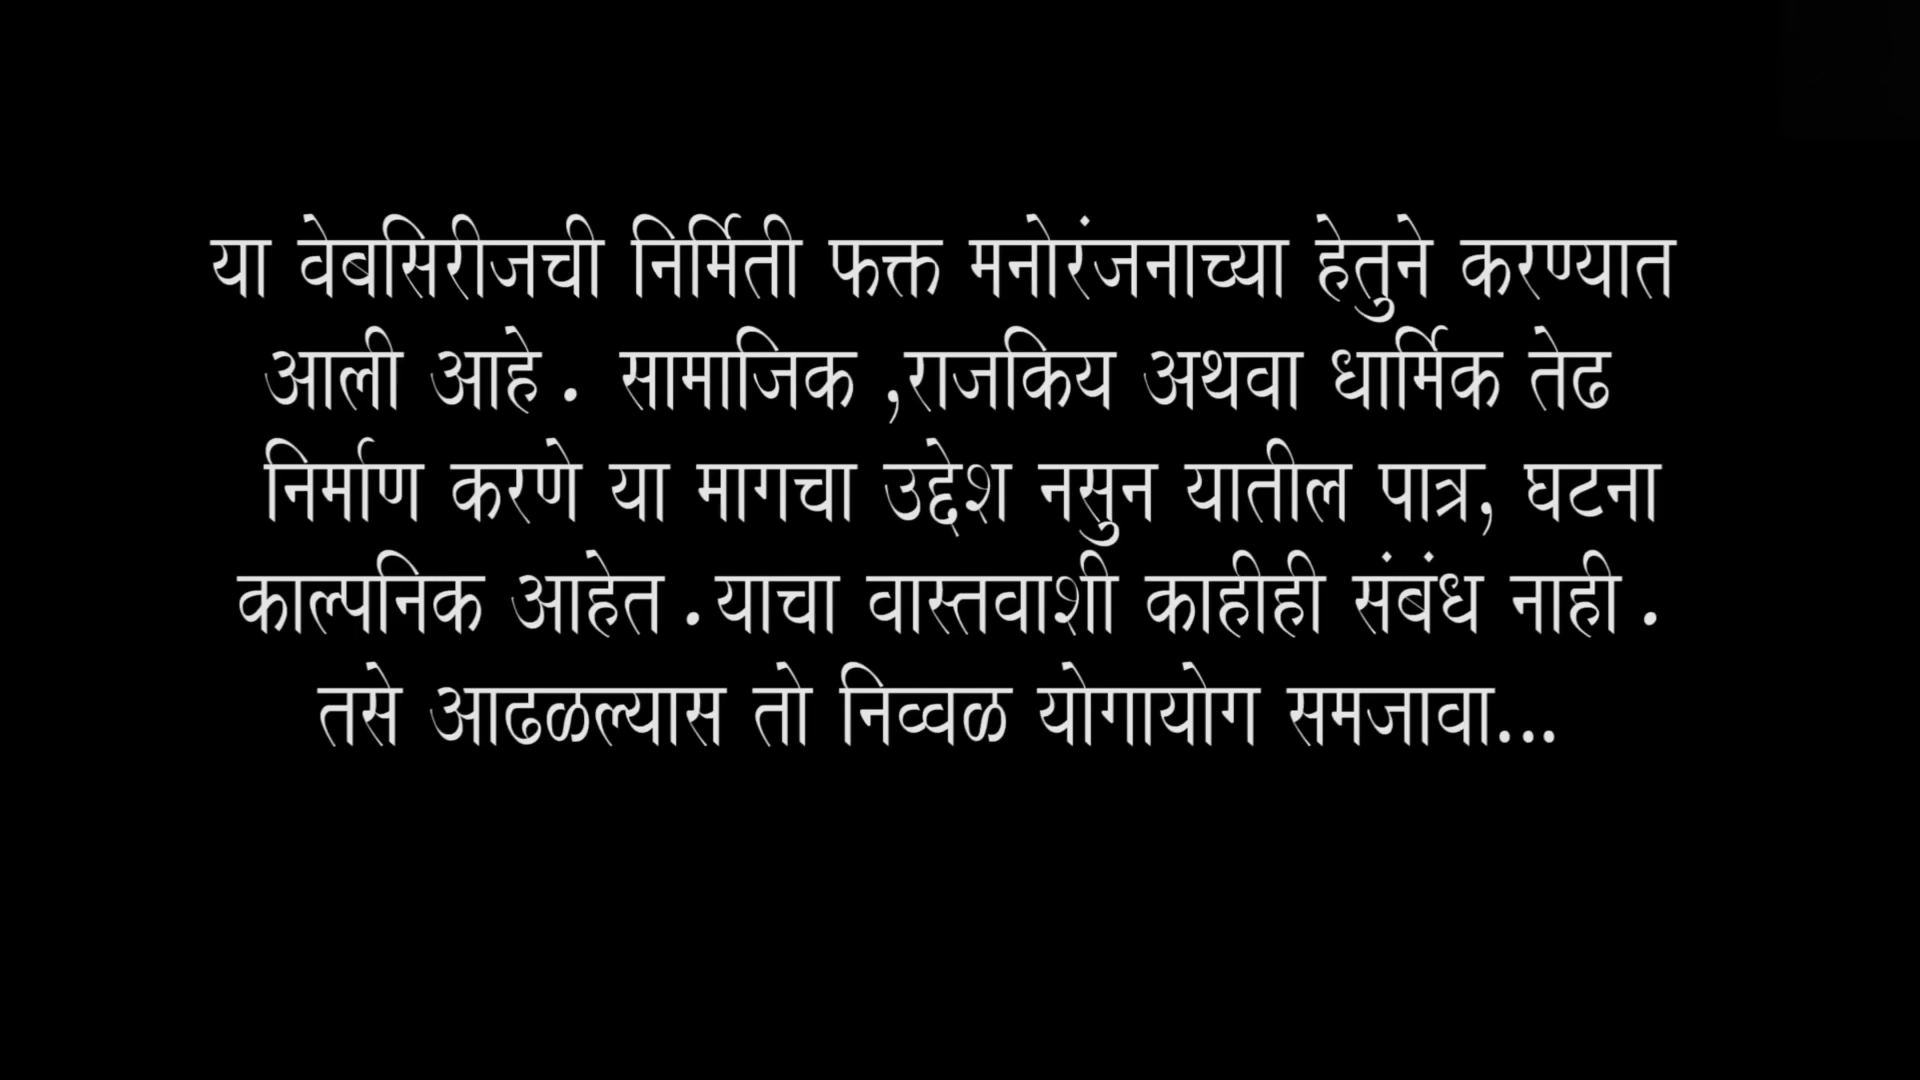 या वेबसिरीजची निर्मिती फक्त मनोरंजनाच्या हेतुने करण्यात
आली आहे. सामाजिक ,राजकिय अथवा धार्मिक तेढ
निर्माण करणे या मागचा उद्देश नसुन यातील पात्र, घटना
काल्पनिक आहेत.याचा वास्तवाशी काहीही संबंध नाही.
तसे आढळल्यास तो निव्वळ योगायोग समजावा...